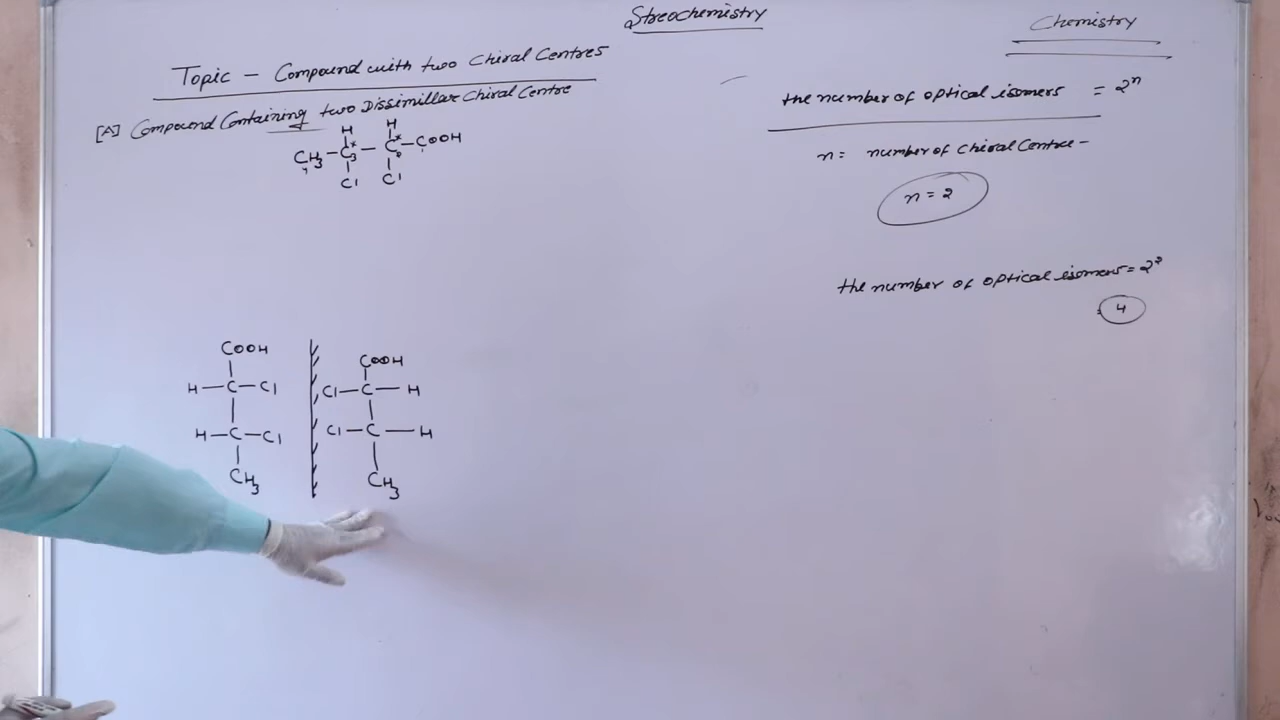 Streochemistry
Chemistry
Topic - Compound with two Chiral Centres
[A] Compound Containing two Dissimillar Chiral Centre
H H
CH3-C*-C*-COOH
Cl Cl
the number of optical isomers = 2^n
n= number of Chiral Centre-
n=2
the number of optical isomers= 2²
= 4
COOH
H-C-Cl
H-C-Cl
CH3
COOH
Cl-C-H
Cl-C-H
CH3